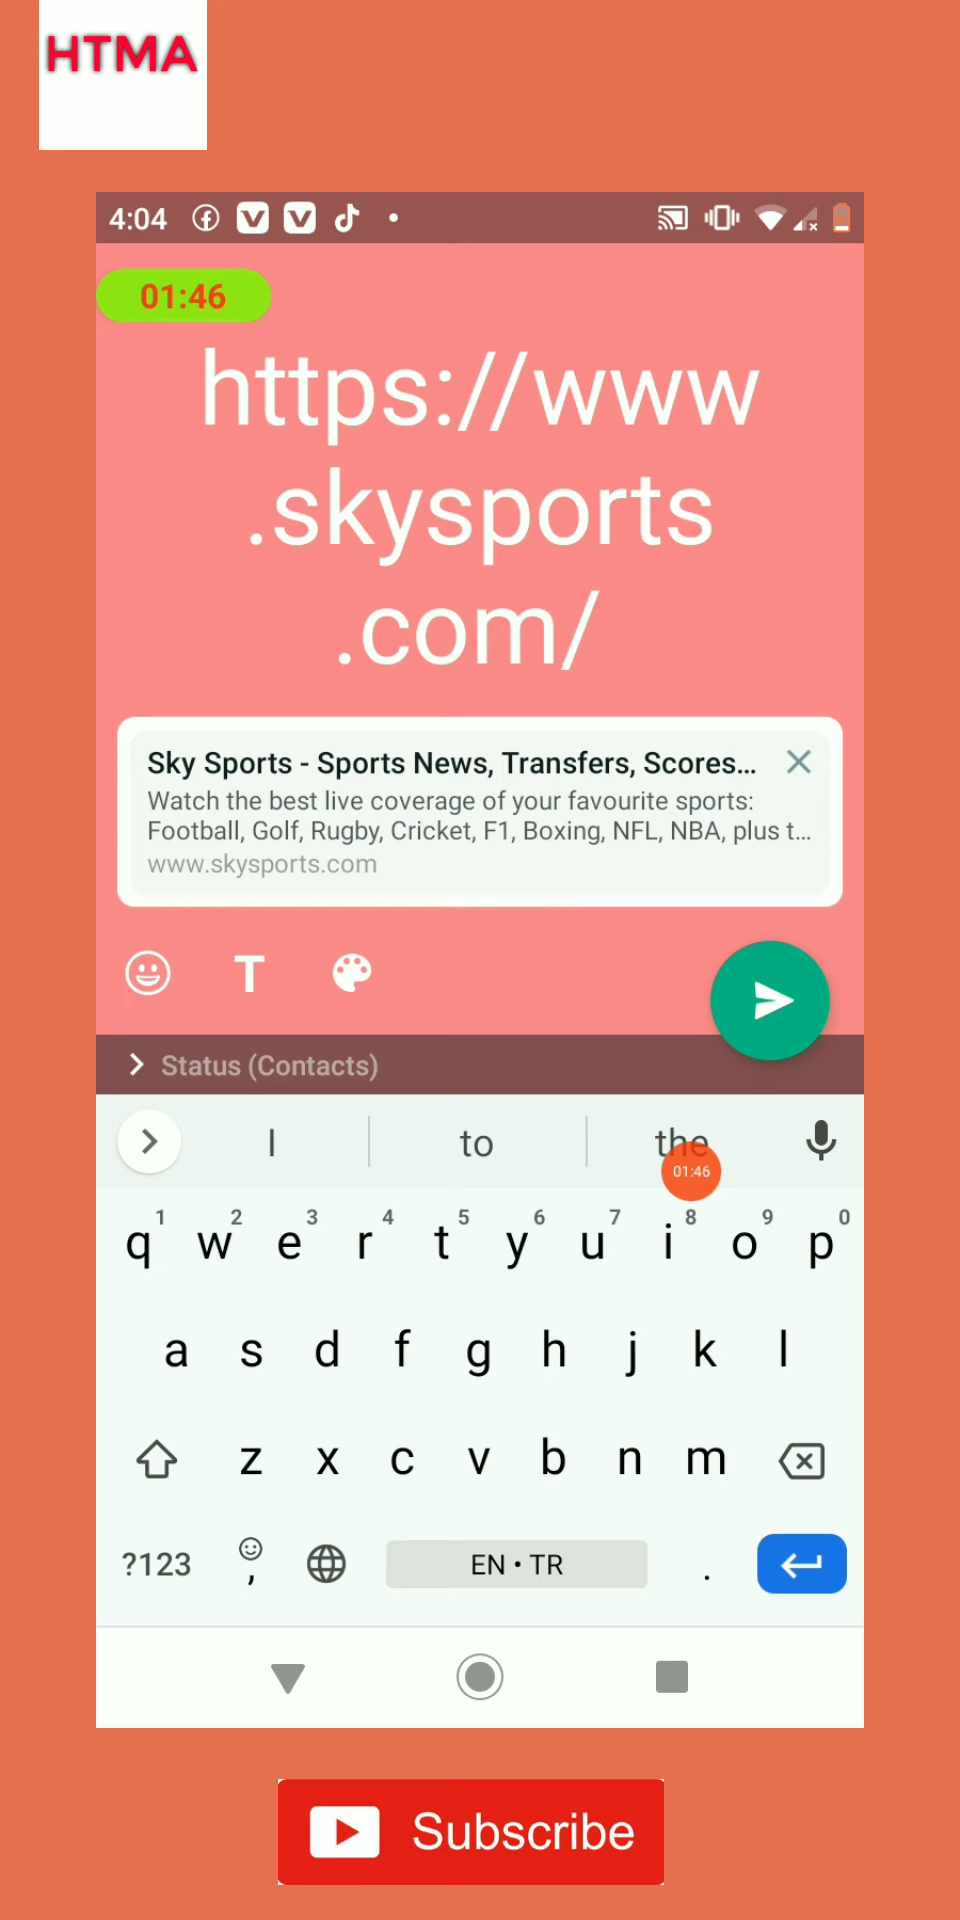 HTMA
4:04
01:46
https://www
.skysports
.com/
Sky Sports - Sports News, Transfers, Scores...
Watch the best live coverage of your favourite sports:
Football, Golf, Rugby, Cricket, F1, Boxing, NFL, NBA, plus t...
www.skysports.com
T
Status (Contacts)
I to the
01:46
1 2 3 4 5 6 7 8 9 0
q w e r t y u i o p
a s d f g h j k l
z x c v b n m
?123 , EN • TR .
Subscribe